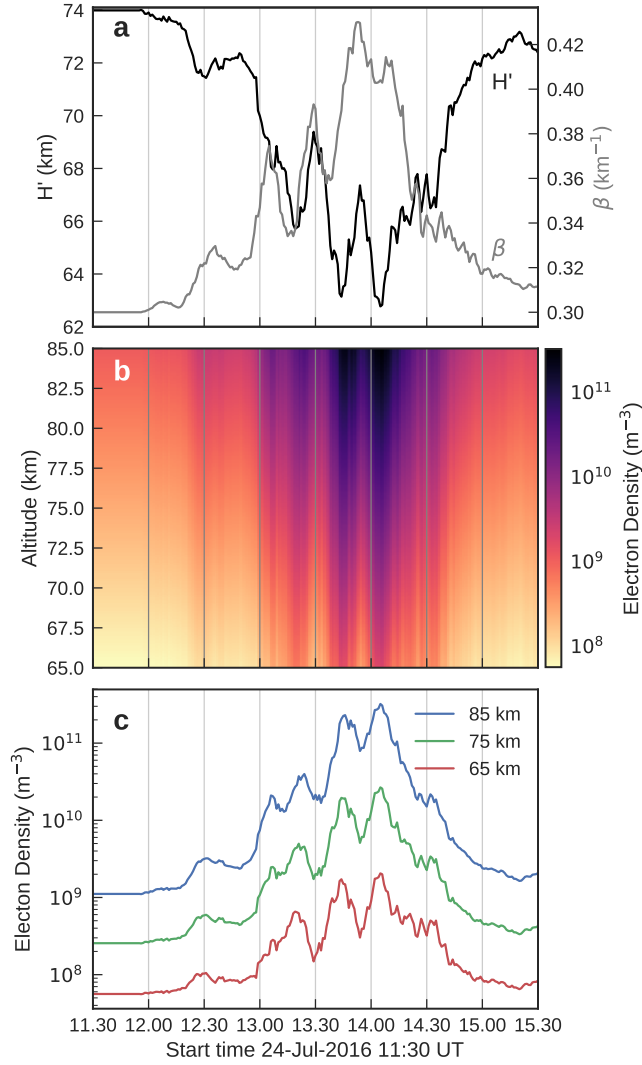 a
74
72
70
68
66
64
62
H' (km)
H'
β
0.42
0.40
0.38
0.36
0.34
0.32
0.30
β (km⁻¹)
b
85.0
82.5
80.0
77.5
75.0
72.5
70.0
67.5
65.0
Altitude (km)
10¹¹
10¹⁰
10⁹
10⁸
Electron Density (m⁻³)
c
85 km
75 km
65 km
10¹¹
10¹⁰
10⁹
10⁸
Electon Density (m⁻³)
11.30 12.00 12.30 13.00 13.30 14.00 14.30 15.00 15.30
Start time 24-Jul-2016 11:30 UT